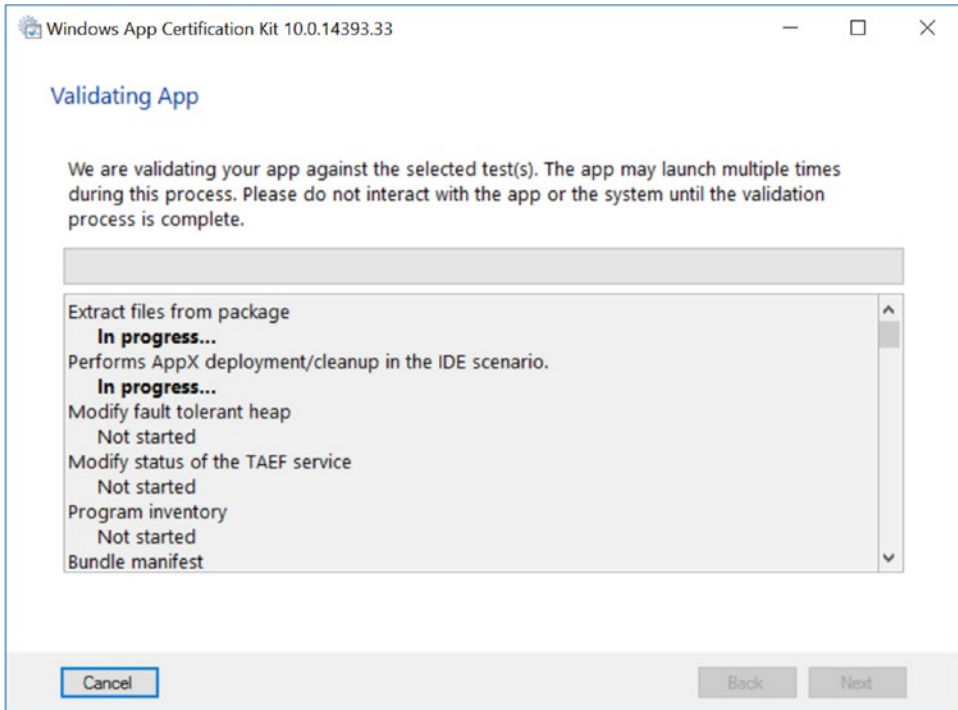 Windows App Certification Kit 10.0.14393.33
Validating App
We are validating your app against the selected test(s). The app may launch multiple times
during this process. Please do not interact with the app or the system until the validation
process is complete.
Extract files from package
In progress...
Performs AppX deployment/cleanup in the IDE scenario.
In progress...
Modify fault tolerant heap
Not started
Modify status of the TAEF service
Not started
Program inventory
Not started
Bundle manifest
Cancel
Back
Next